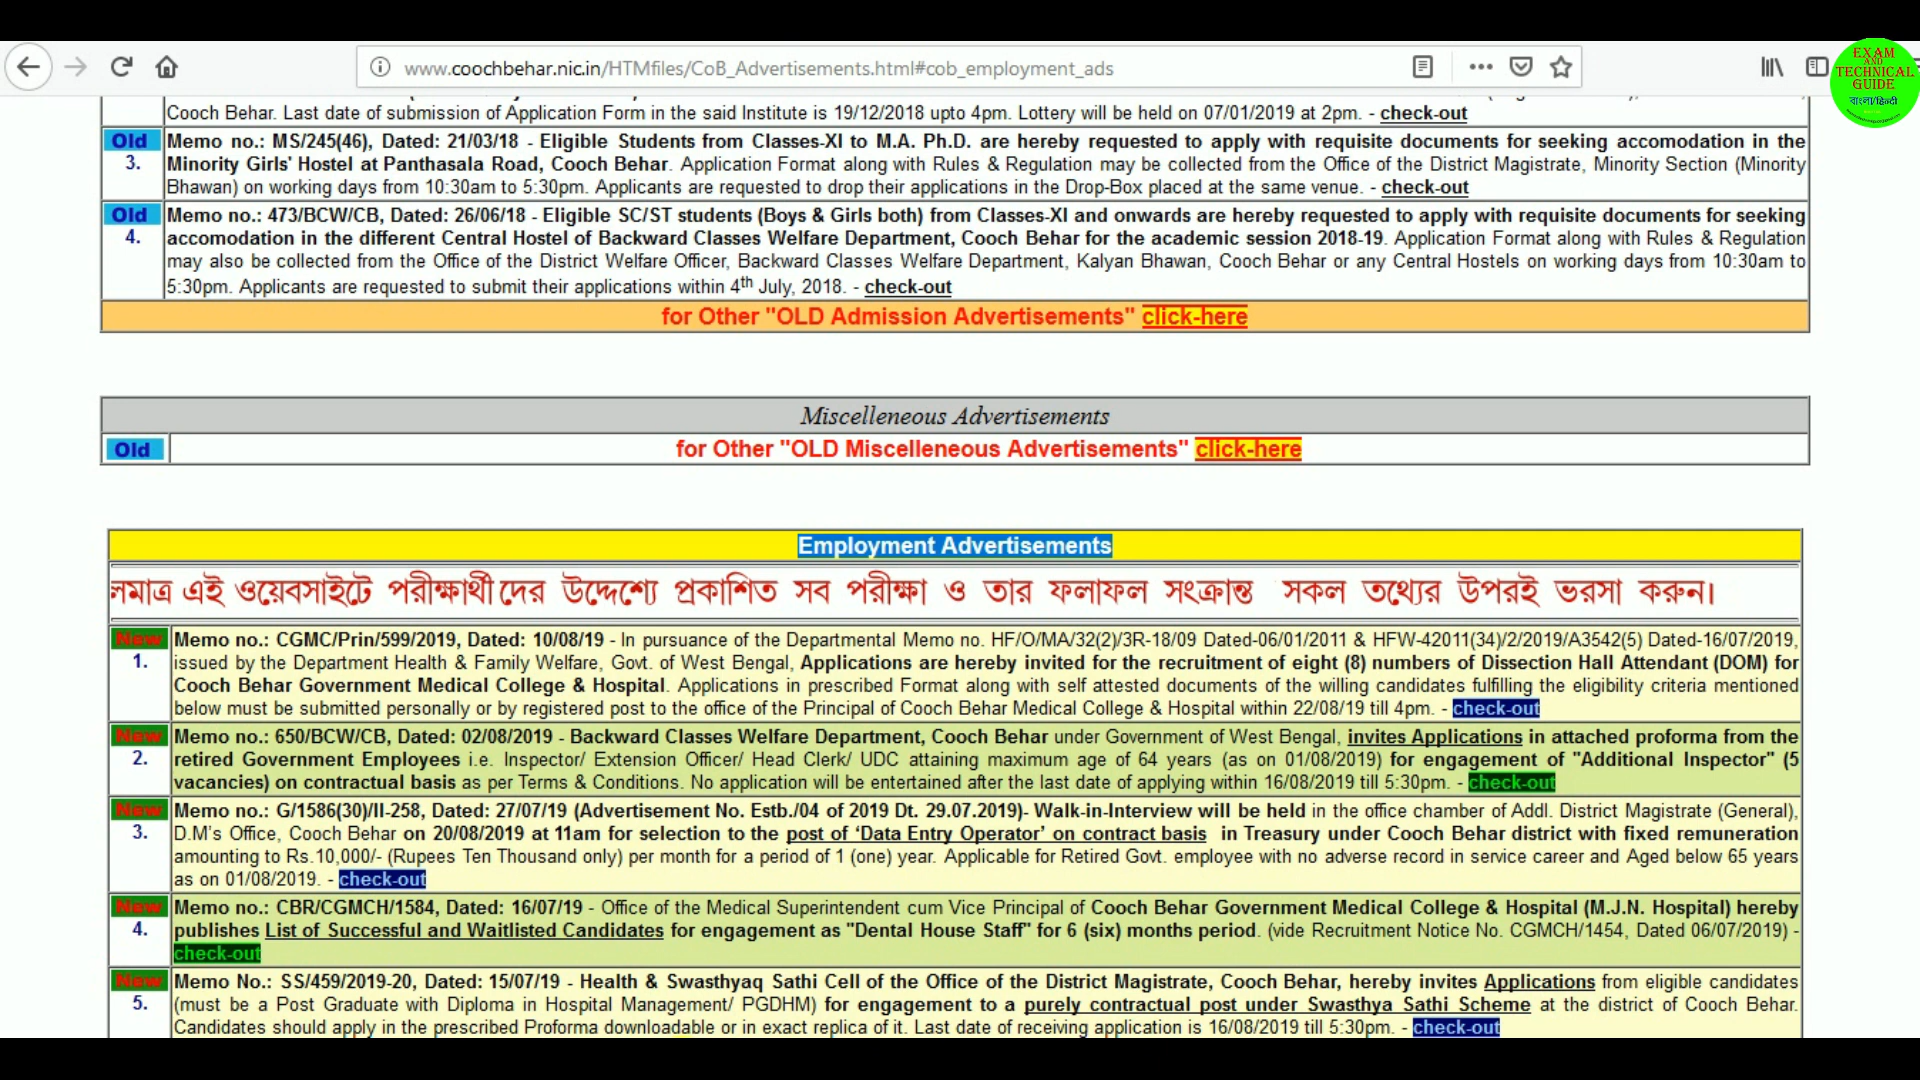 www.coochbehar.nic.in/HTMfiles/CoB_Advertisements.html#cob_employment_ads
EXAM
AND
TECHNICAL
GUIDE
বাংলা/हिन्दी
Cooch Behar. Last date of submission of Application Form in the said Institute is 19/12/2018 upto 4pm. Lottery will be held on 07/01/2019 at 2pm. - check-out
Old
3.
Memo no.: MS/245(46), Dated: 21/03/18 - Eligible Students from Classes-XI to M.A. Ph.D. are hereby requested to apply with requisite documents for seeking accomodation in the
Minority Girls' Hostel at Panthasala Road, Cooch Behar. Application Format along with Rules & Regulation may be collected from the Office of the District Magistrate, Minority Section (Minority
Bhawan) on working days from 10:30am to 5:30pm. Applicants are requested to drop their applications in the Drop-Box placed at the same venue. - check-out
Old
4.
Memo no.: 473/BCW/CB, Dated: 26/06/18 - Eligible SC/ST students (Boys & Girls both) from Classes-XI and onwards are hereby requested to apply with requisite documents for seeking
accomodation in the different Central Hostel of Backward Classes Welfare Department, Cooch Behar for the academic session 2018-19. Application Format along with Rules & Regulation
may also be collected from the Office of the District Welfare Officer, Backward Classes Welfare Department, Kalyan Bhawan, Cooch Behar or any Central Hostels on working days from 10:30am to
5:30pm. Applicants are requested to submit their applications within 4th July, 2018. - check-out
for Other "OLD Admission Advertisements" click-here
Miscelleneous Advertisements
Old
for Other "OLD Miscelleneous Advertisements" click-here
Employment Advertisements
লমাত্র এই ওয়েবসাইটে পরীক্ষার্থীদের উদ্দেশ্যে প্রকাশিত সব পরীক্ষা ও তার ফলাফল সংক্রান্ত সকল তথ্যের উপরই ভরসা করুন।
New
1.
Memo no.: CGMC/Prin/599/2019, Dated: 10/08/19 - In pursuance of the Departmental Memo no. HF/O/MA/32(2)/3R-18/09 Dated-06/01/2011 & HFW-42011(34)/2/2019/A3542(5) Dated-16/07/2019,
issued by the Department Health & Family Welfare, Govt. of West Bengal, Applications are hereby invited for the recruitment of eight (8) numbers of Dissection Hall Attendant (DOM) for
Cooch Behar Government Medical College & Hospital. Applications in prescribed Format along with self attested documents of the willing candidates fulfilling the eligibility criteria mentioned
below must be submitted personally or by registered post to the office of the Principal of Cooch Behar Medical College & Hospital within 22/08/19 till 4pm. - check-out
New
2.
Memo no.: 650/BCW/CB, Dated: 02/08/2019 - Backward Classes Welfare Department, Cooch Behar under Government of West Bengal, invites Applications in attached proforma from the
retired Government Employees i.e. Inspector/ Extension Officer/ Head Clerk/ UDC attaining maximum age of 64 years (as on 01/08/2019) for engagement of "Additional Inspector" (5
vacancies) on contractual basis as per Terms & Conditions. No application will be entertained after the last date of applying within 16/08/2019 till 5:30pm. - check-out
New
3.
Memo no.: G/1586(30)/II-258, Dated: 27/07/19 (Advertisement No. Estb./04 of 2019 Dt. 29.07.2019)- Walk-in-Interview will be held in the office chamber of Addl. District Magistrate (General),
D.M's Office, Cooch Behar on 20/08/2019 at 11am for selection to the post of 'Data Entry Operator' on contract basis in Treasury under Cooch Behar district with fixed remuneration
amounting to Rs.10,000/- (Rupees Ten Thousand only) per month for a period of 1 (one) year. Applicable for Retired Govt. employee with no adverse record in service career and Aged below 65 years
as on 01/08/2019. - check-out
New
4.
Memo no.: CBR/CGMCH/1584, Dated: 16/07/19 - Office of the Medical Superintendent cum Vice Principal of Cooch Behar Government Medical College & Hospital (M.J.N. Hospital) hereby
publishes List of Successful and Waitlisted Candidates for engagement as "Dental House Staff" for 6 (six) months period. (vide Recruitment Notice No. CGMCH/1454, Dated 06/07/2019) -
check-out
New
5.
Memo No.: SS/459/2019-20, Dated: 15/07/19 - Health & Swasthyaq Sathi Cell of the Office of the District Magistrate, Cooch Behar, hereby invites Applications from eligible candidates
(must be a Post Graduate with Diploma in Hospital Management/ PGDHM) for engagement to a purely contractual post under Swasthya Sathi Scheme at the district of Cooch Behar.
Candidates should apply in the prescribed Proforma downloadable or in exact replica of it. Last date of receiving application is 16/08/2019 till 5:30pm. - check-out